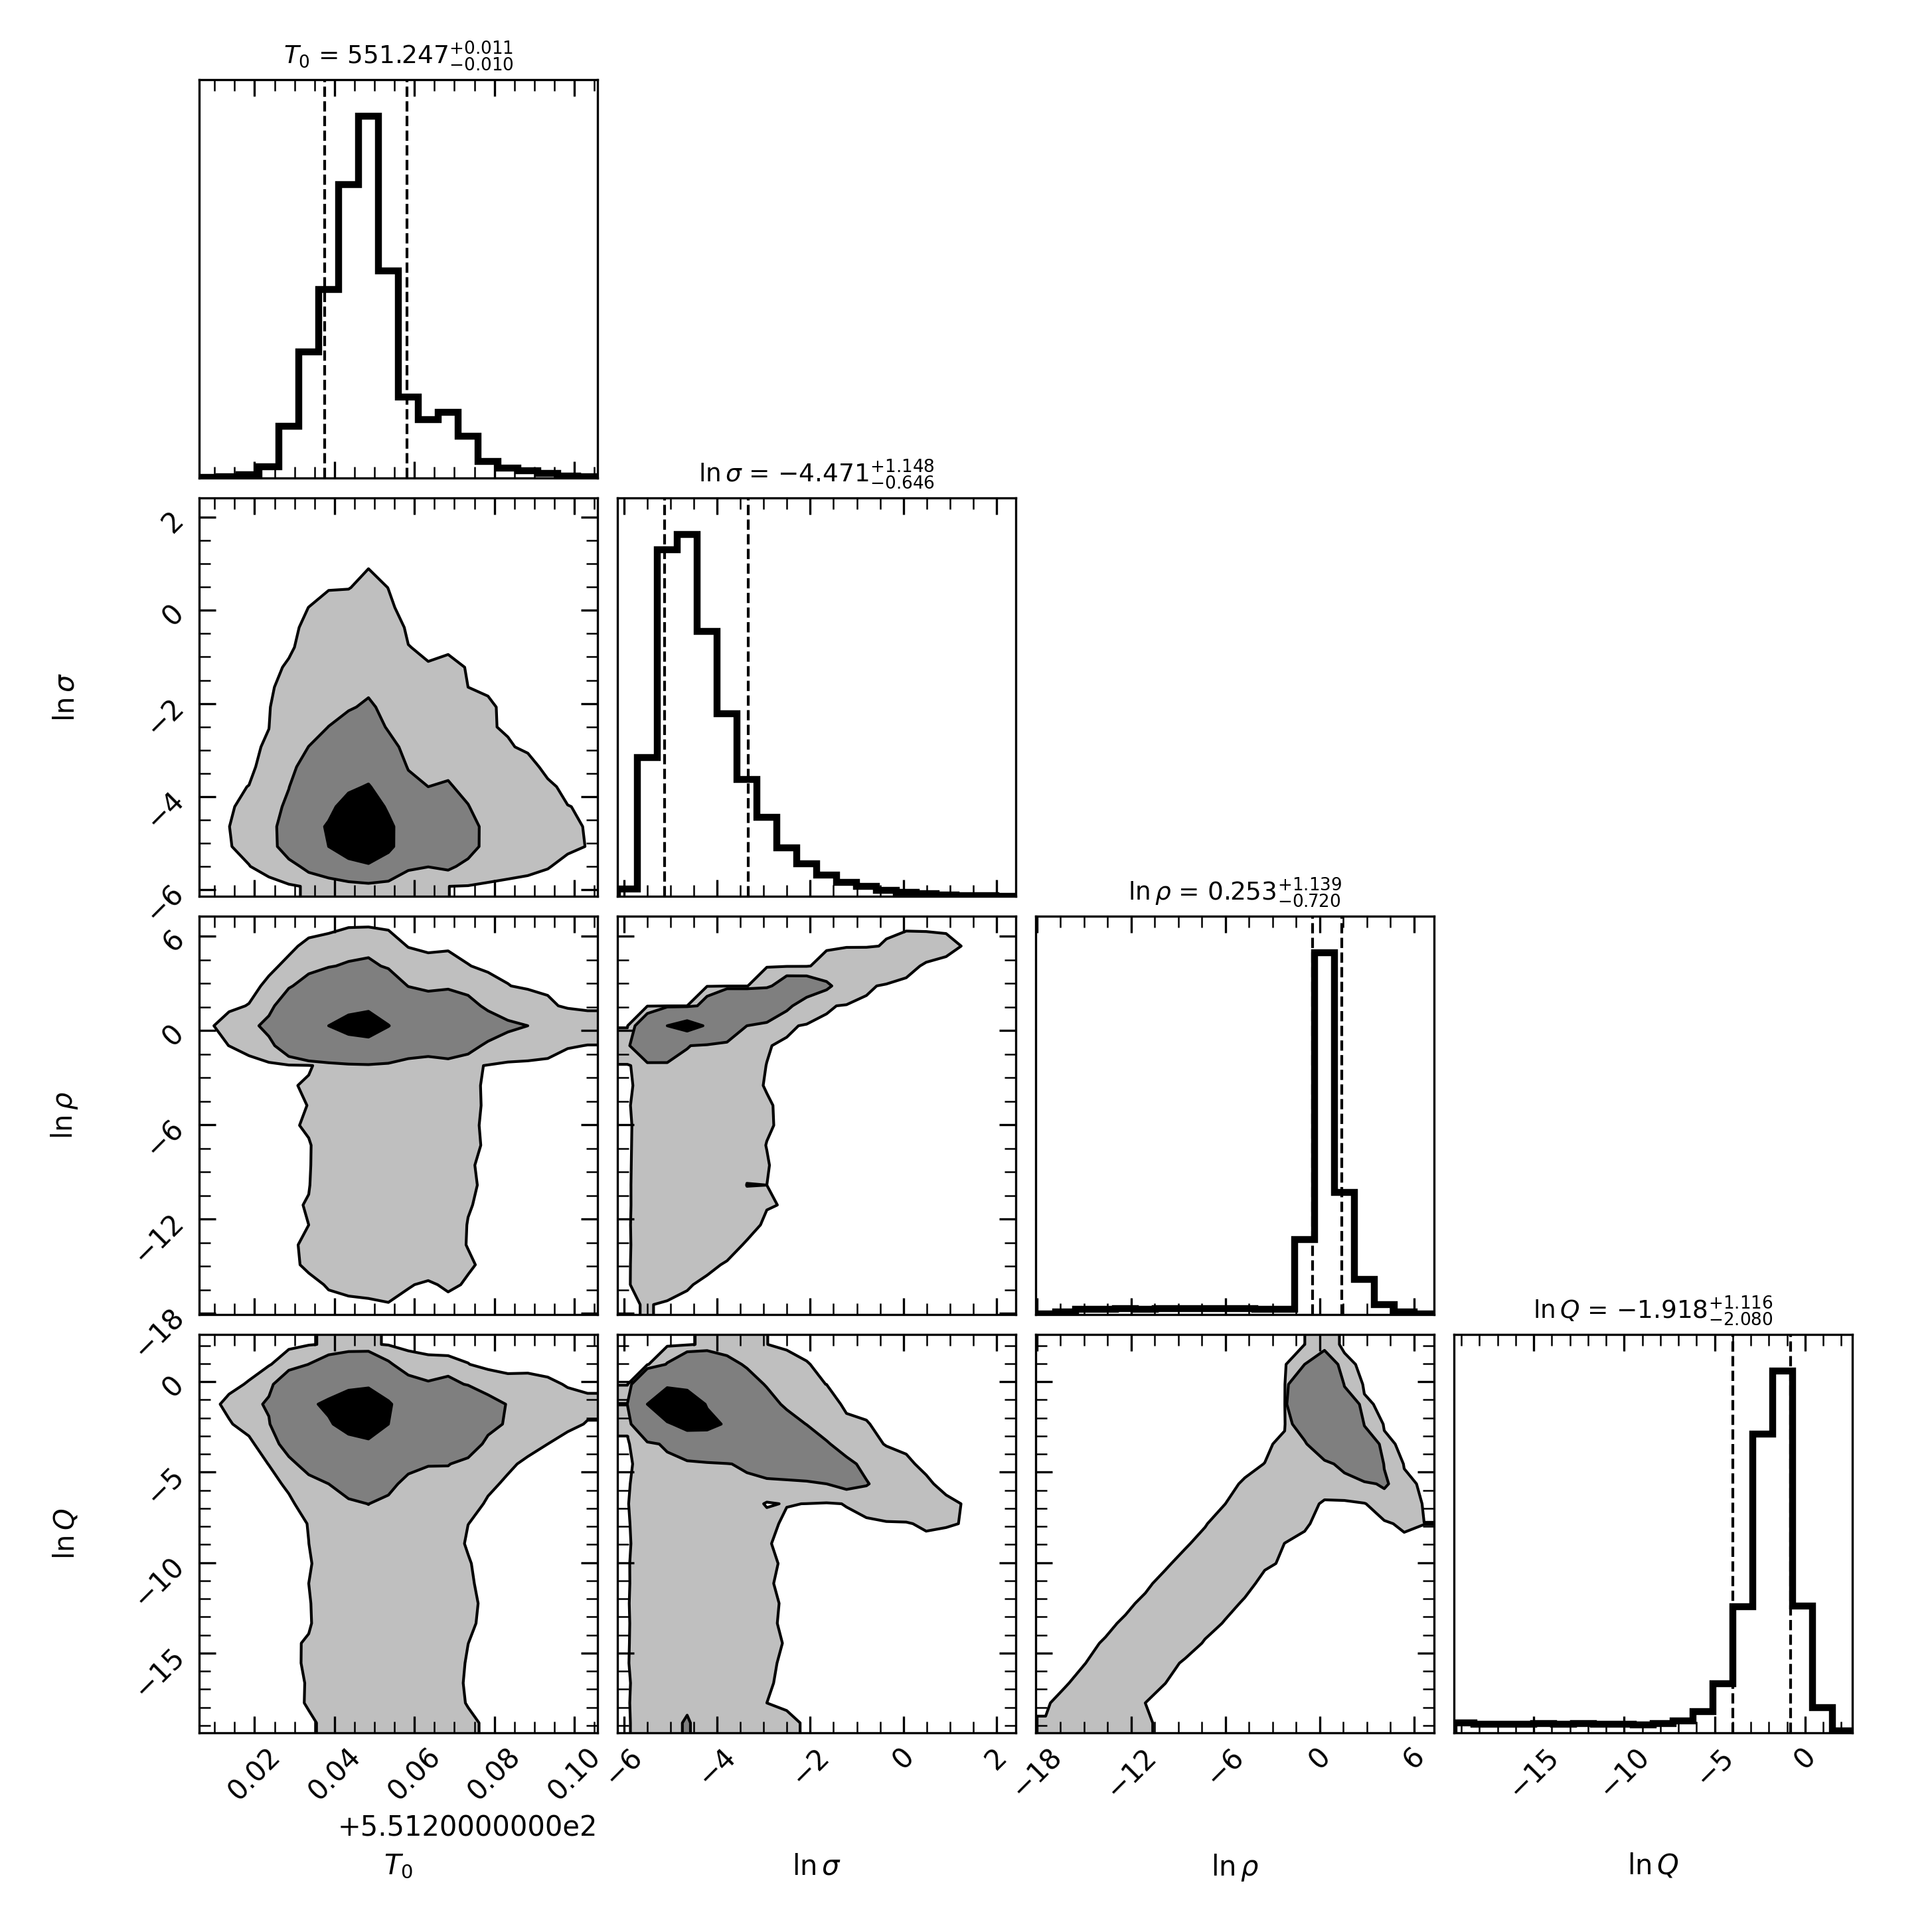 T₀ = 551.247 +0.011 −0.010
ln σ = −4.471 +1.148 −0.646
ln ρ = 0.253 +1.139 −0.720
ln Q = −1.918 +1.116 −2.080
ln σ
2
0
−2
−4
−6
ln ρ
6
0
−6
−12
−18
ln Q
0
−5
−10
−15
0.02 0.04 0.06 0.08 0.10
−6 −4 −2 0 2
−18 −12 −6 0 6
−15 −10 −5 0
+5.5120000000e2
T₀
ln σ
ln ρ
ln Q